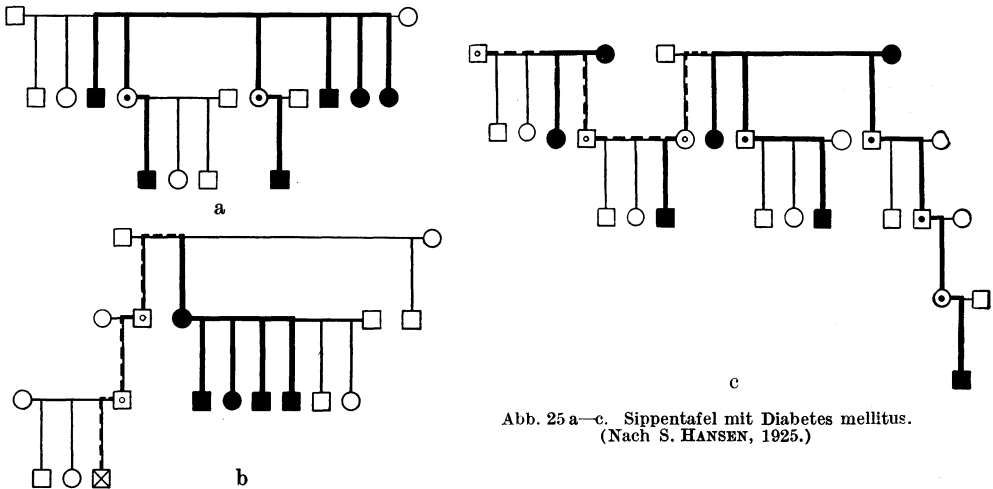 a
b
c
Abb. 25 a—c. Sippentafel mit Diabetes mellitus.
(Nach S. HANSEN, 1925.)